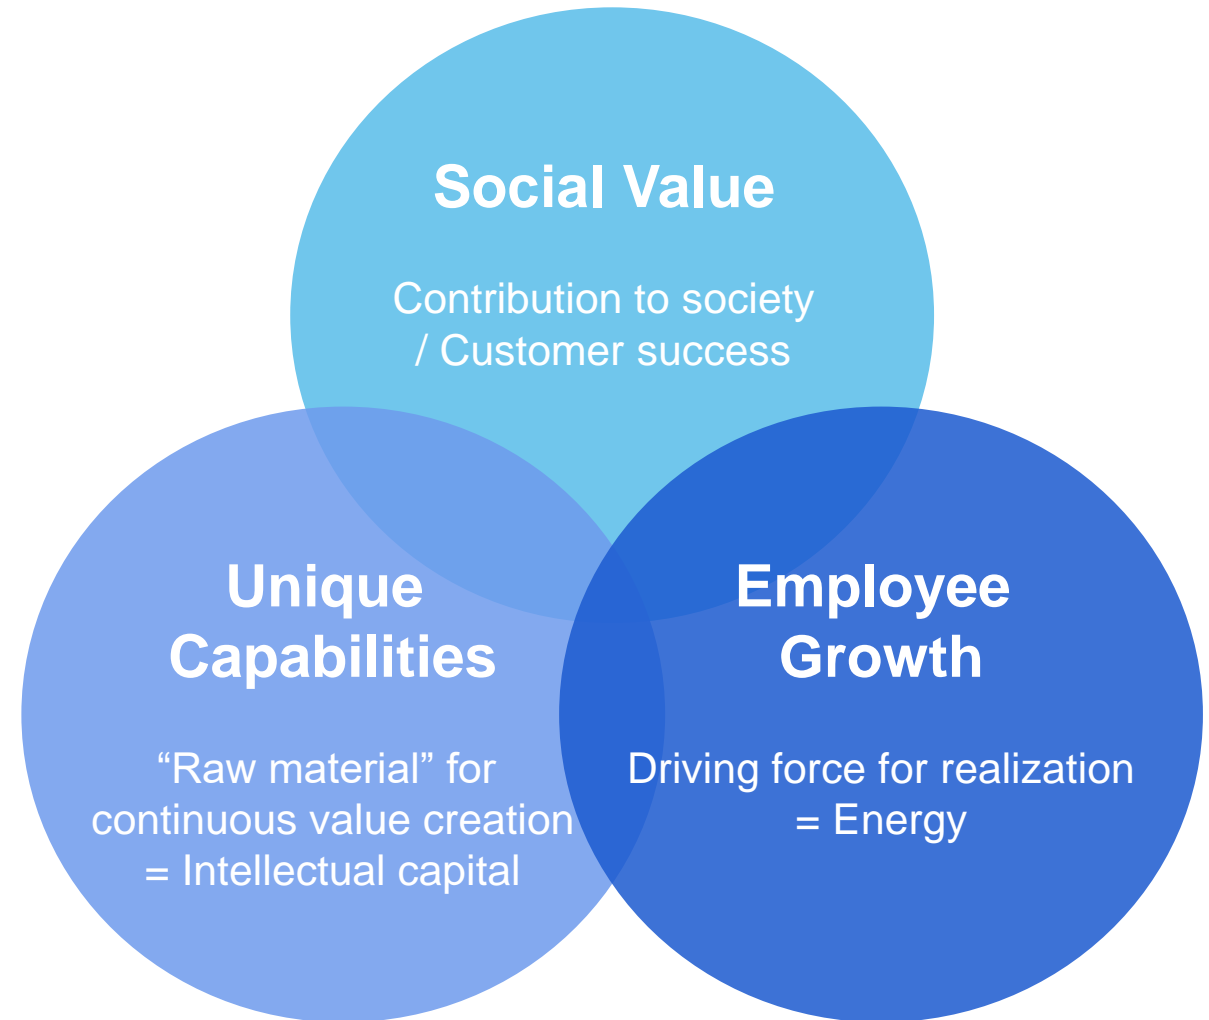 Social Value
Contribution to society
/ Customer success
Unique
Capabilities
“Raw material” for
continuous value creation
= Intellectual capital
Employee
Growth
Driving force for realization
= Energy